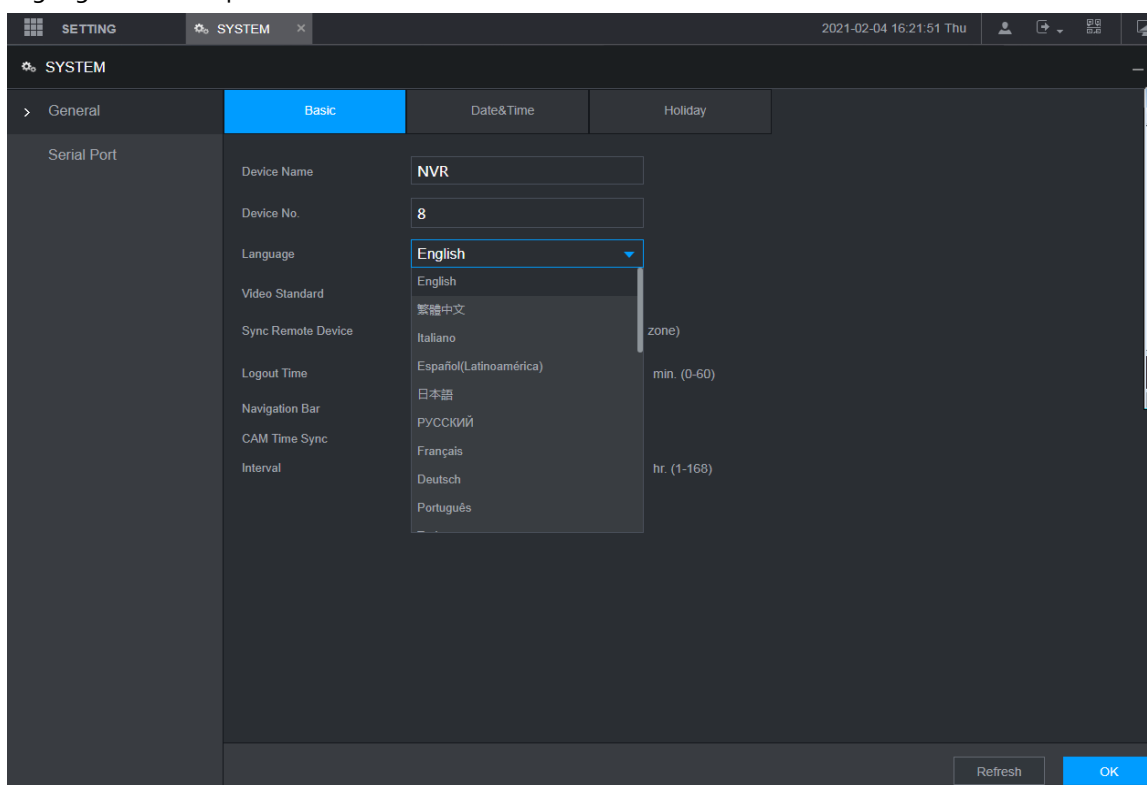 SETTING
SYSTEM
2021-02-04 16:21:51 Thu
SYSTEM
General
Basic
Date&Time
Holiday
Serial Port
Device Name
NVR
Device No.
8
Language
English
English
Video Standard
繁體中文
Sync Remote Device
zone)
Italiano
Español(Latinoamérica)
Logout Time
min. (0-60)
日本語
Navigation Bar
РУССКИЙ
CAM Time Sync
Français
Interval
hr. (1-168)
Deutsch
Português
Refresh
OK